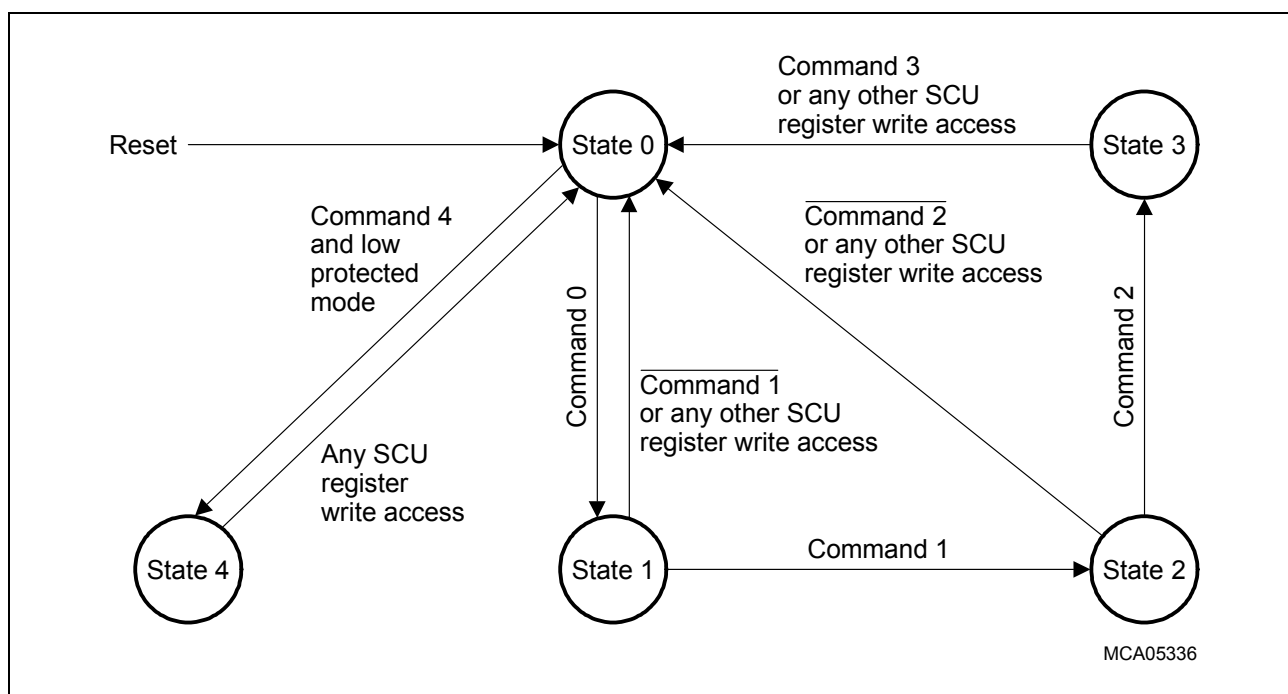 Command 3
or any other SCU
register write access
Reset
State 0
State 3
Command 4
and low
protected
mode
Command 2
or any other SCU
register write access
Command 0
Command 2
Command 1
or any other SCU
register write access
Any SCU
register
write access
State 4
State 1
Command 1
State 2
MCA05336